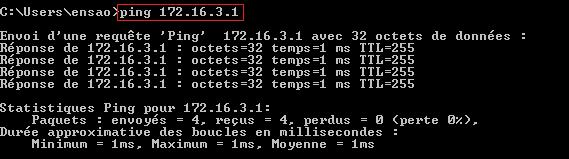 C:\Users\ensao>ping 172.16.3.1
Envoi d'une requête 'Ping'  172.16.3.1 avec 32 octets de données :
Réponse de 172.16.3.1 : octets=32 temps=1 ms TTL=255
Réponse de 172.16.3.1 : octets=32 temps=1 ms TTL=255
Réponse de 172.16.3.1 : octets=32 temps=1 ms TTL=255
Réponse de 172.16.3.1 : octets=32 temps=1 ms TTL=255
Statistiques Ping pour 172.16.3.1:
Paquets : envoyés = 4, reçus = 4, perdus = 0 (perte 0%),
Durée approximative des boucles en millisecondes :
Minimum = 1ms, Maximum = 1ms, Moyenne = 1ms